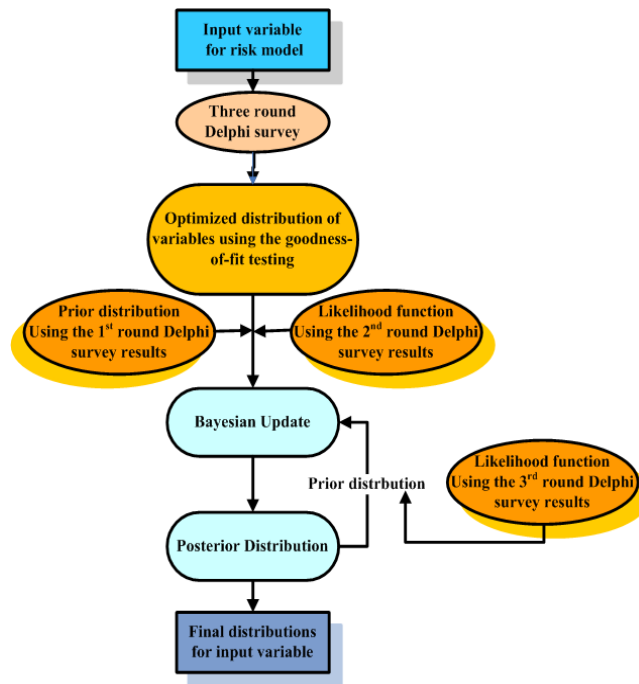 Input variable
for risk model
Three round
Delphi survey
Optimized distribution of
variables using the goodness-
of-fit testing
Prior distribution
Using the 1st round Delphi
survey results
Likelihood function
Using the 2nd round Delphi
survey results
Bayesian Update
Prior distrbution
Likelihood function
Using the 3rd round Delphi
survey results
Posterior Distribution
Final distributions
for input variable